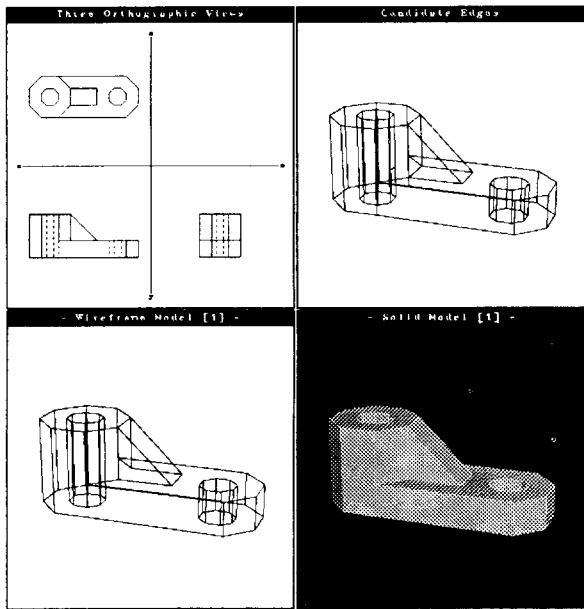 Three Orthographic Views
Candidate Edges
- Wireframe Model [1] -
- Solid Model [1] -